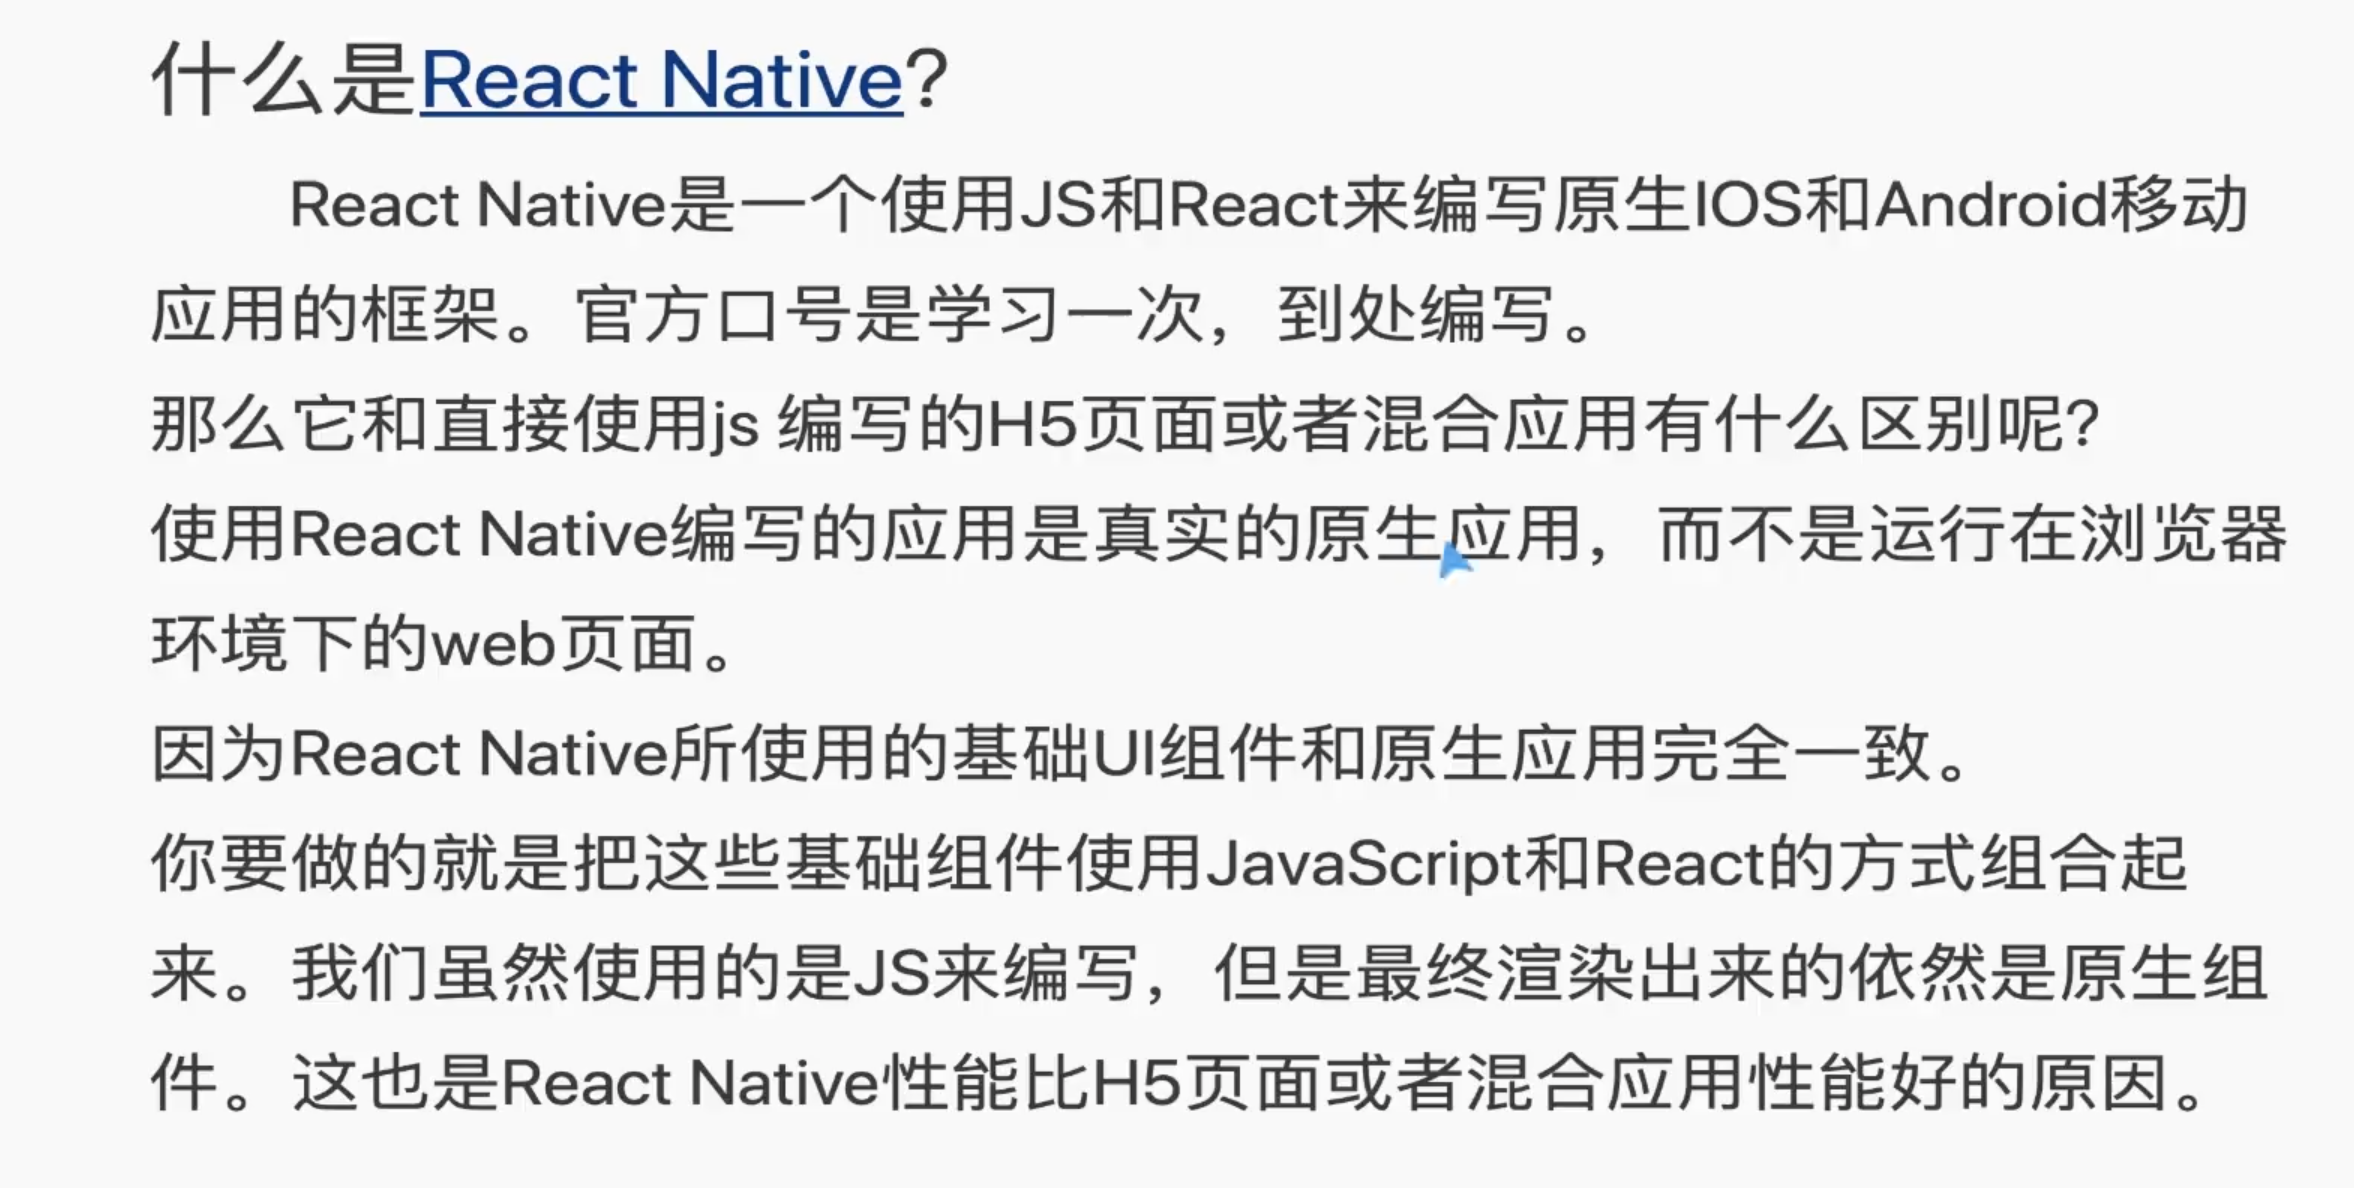 什么是React Native?
React Native是一个使用JS和React来编写原生IOS和Android移动
应用的框架。官方口号是学习一次，到处编写。
那么它和直接使用js 编写的H5页面或者混合应用有什么区别呢?
使用React Native编写的应用是真实的原生应用，而不是运行在浏览器
环境下的web页面。
因为React Native所使用的基础UI组件和原生应用完全一致。
你要做的就是把这些基础组件使用JavaScript和React的方式组合起
来。我们虽然使用的是JS来编写，但是最终渲染出来的依然是原生组
件。这也是React Native性能比H5页面或者混合应用性能好的原因。